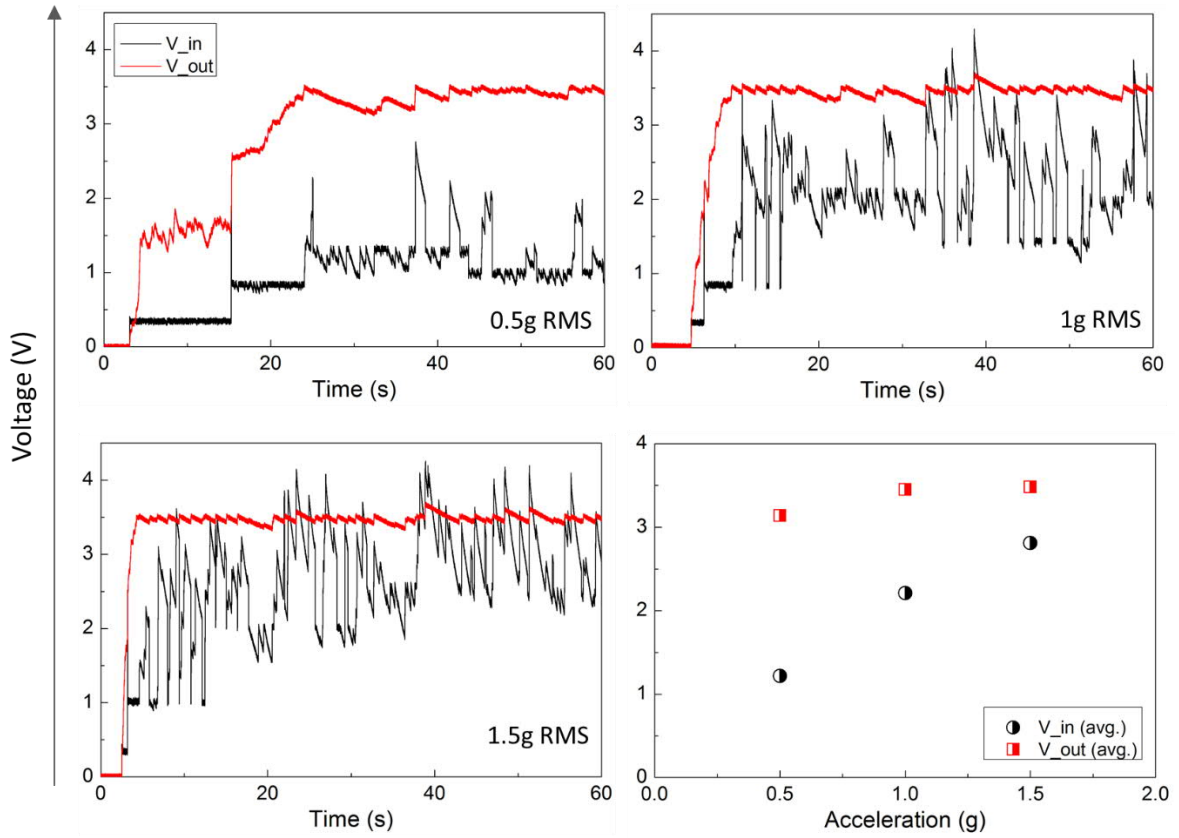 Voltage (V)
4
3
2
1
0
V_in
V_out
0.5g RMS
0 20 40 60
Time (s)
4
3
2
1
0
1g RMS
0 20 40 60
Time (s)
4
3
2
1
0
1.5g RMS
0 20 40 60
Time (s)
4
3
2
1
0
V_in (avg.)
V_out (avg.)
0.0 0.5 1.0 1.5 2.0
Acceleration (g)